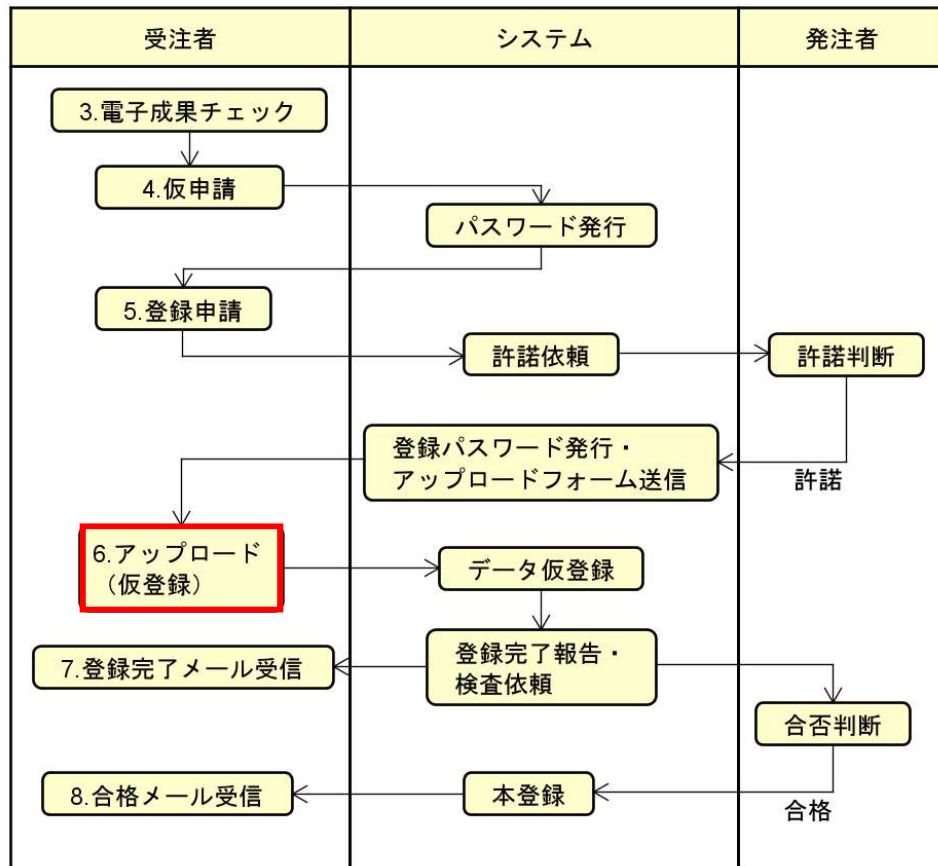 受注者
システム
発注者
3.電子成果チェック
4.仮申請
パスワード発行
5.登録申請
許諾依頼
許諾判断
登録パスワード発行・
アップロードフォーム送信
許諾
6.アップロード
（仮登録）
データ仮登録
7.登録完了メール受信
登録完了報告・
検査依頼
合否判断
8.合格メール受信
本登録
合格